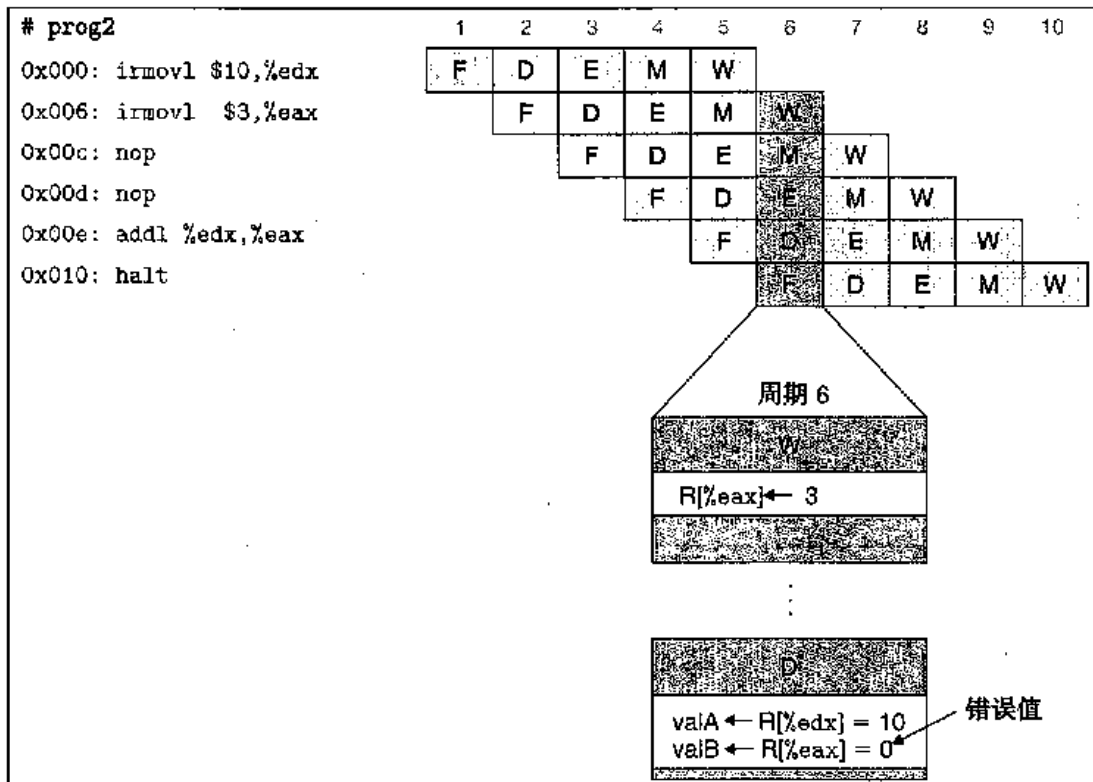 # prog2 1 2 3 4 5 6 7 8 9 10
0x000: irmovl $10,%edx F D E M W
0x006: irmovl $3,%eax F D E M W
0x00c: nop F D E M W
0x00d: nop F D E M W
0x00e: addl %edx,%eax F D E M W
0x010: halt F D E M W
周期 6
W
R[%eax]← 3
D
valA ← R[%edx] = 10
valB ← R[%eax] = 0
错误值